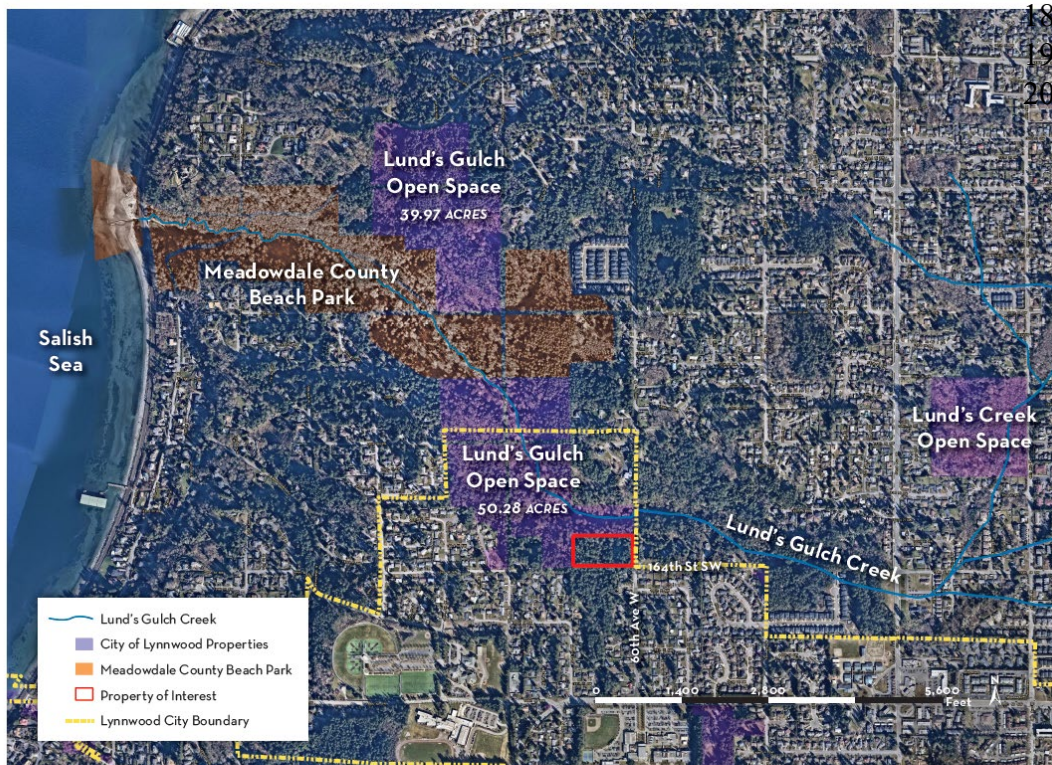 18
19
20
Lund's Gulch
Open Space
39.97 ACRES
Meadowdale County
Beach Park
Salish
Sea
Lund's Creek
Open Space
Lund's Gulch
Open Space
50.28 ACRES
Lund's Gulch Creek
164th St SW
60th Ave W
Lund's Gulch Creek
City of Lynnwood Properties
Meadowdale County Beach Park
Property of Interest
Lynnwood City Boundary
0 1,400 2,800 5,600
Feet
N